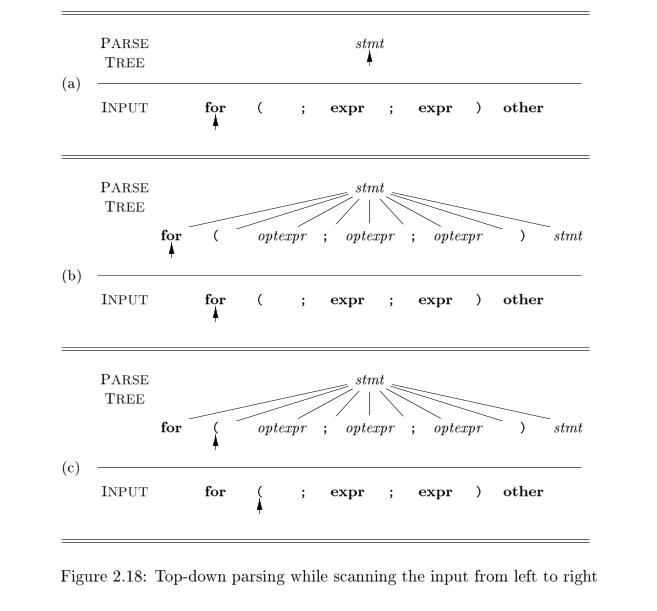 PARSE stmt
TREE
(a)
INPUT for ( ; expr ; expr ) other
PARSE stmt
TREE
for ( optexpr ; optexpr ; optexpr ) stmt
(b)
INPUT for ( ; expr ; expr ) other
PARSE stmt
TREE
for ( optexpr ; optexpr ; optexpr ) stmt
(c)
INPUT for ( ; expr ; expr ) other
Figure 2.18: Top-down parsing while scanning the input from left to right